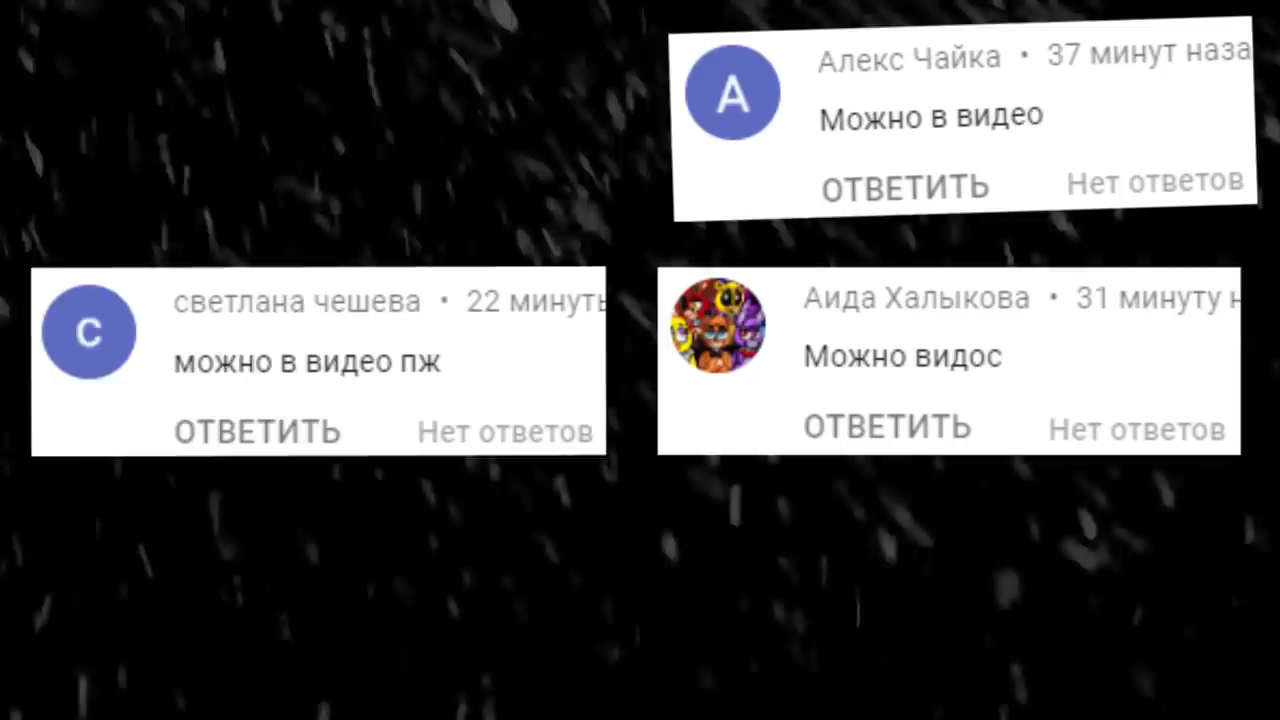 А
Алекс Чайка • 37 минут наза
Можно в видео
ОТВЕТИТЬ Нет ответов
с
светлана чешева • 22 минуты
можно в видео пж
ОТВЕТИТЬ Нет ответов
Аида Халыкова • 31 минуту н
Можно видос
ОТВЕТИТЬ Нет ответов